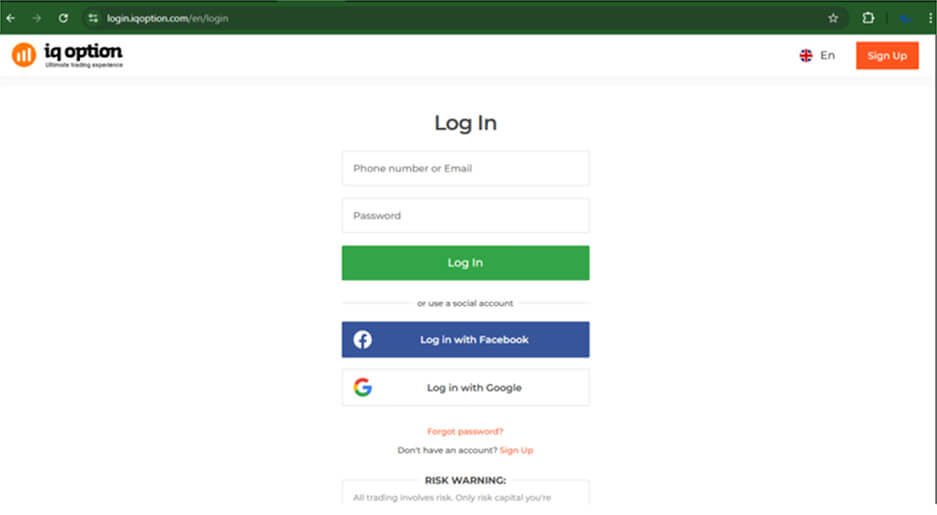 login.iqoption.com/en/login
iq option
Ultimate trading experience
En
Sign Up
Log In
Phone number or Email
Password
Log In
or use a social account
Log in with Facebook
Log in with Google
Forgot password?
Don't have an account? Sign Up
RISK WARNING:
All trading involves risk. Only risk capital you're